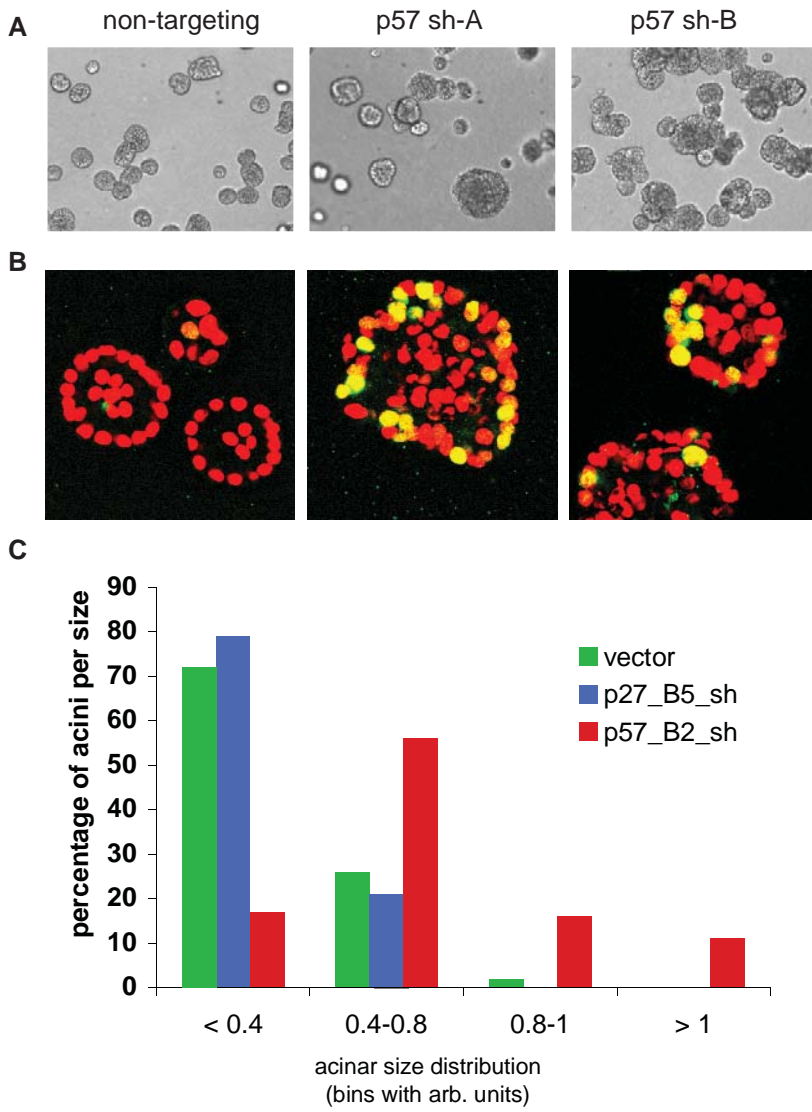 A
non-targeting
p57 sh-A
p57 sh-B
B
C
90
80
70
60
50
40
30
20
10
0
percentage of acini per size
vector
p27_B5_sh
p57_B2_sh
< 0.4
0.4-0.8
0.8-1
> 1
acinar size distribution
(bins with arb. units)